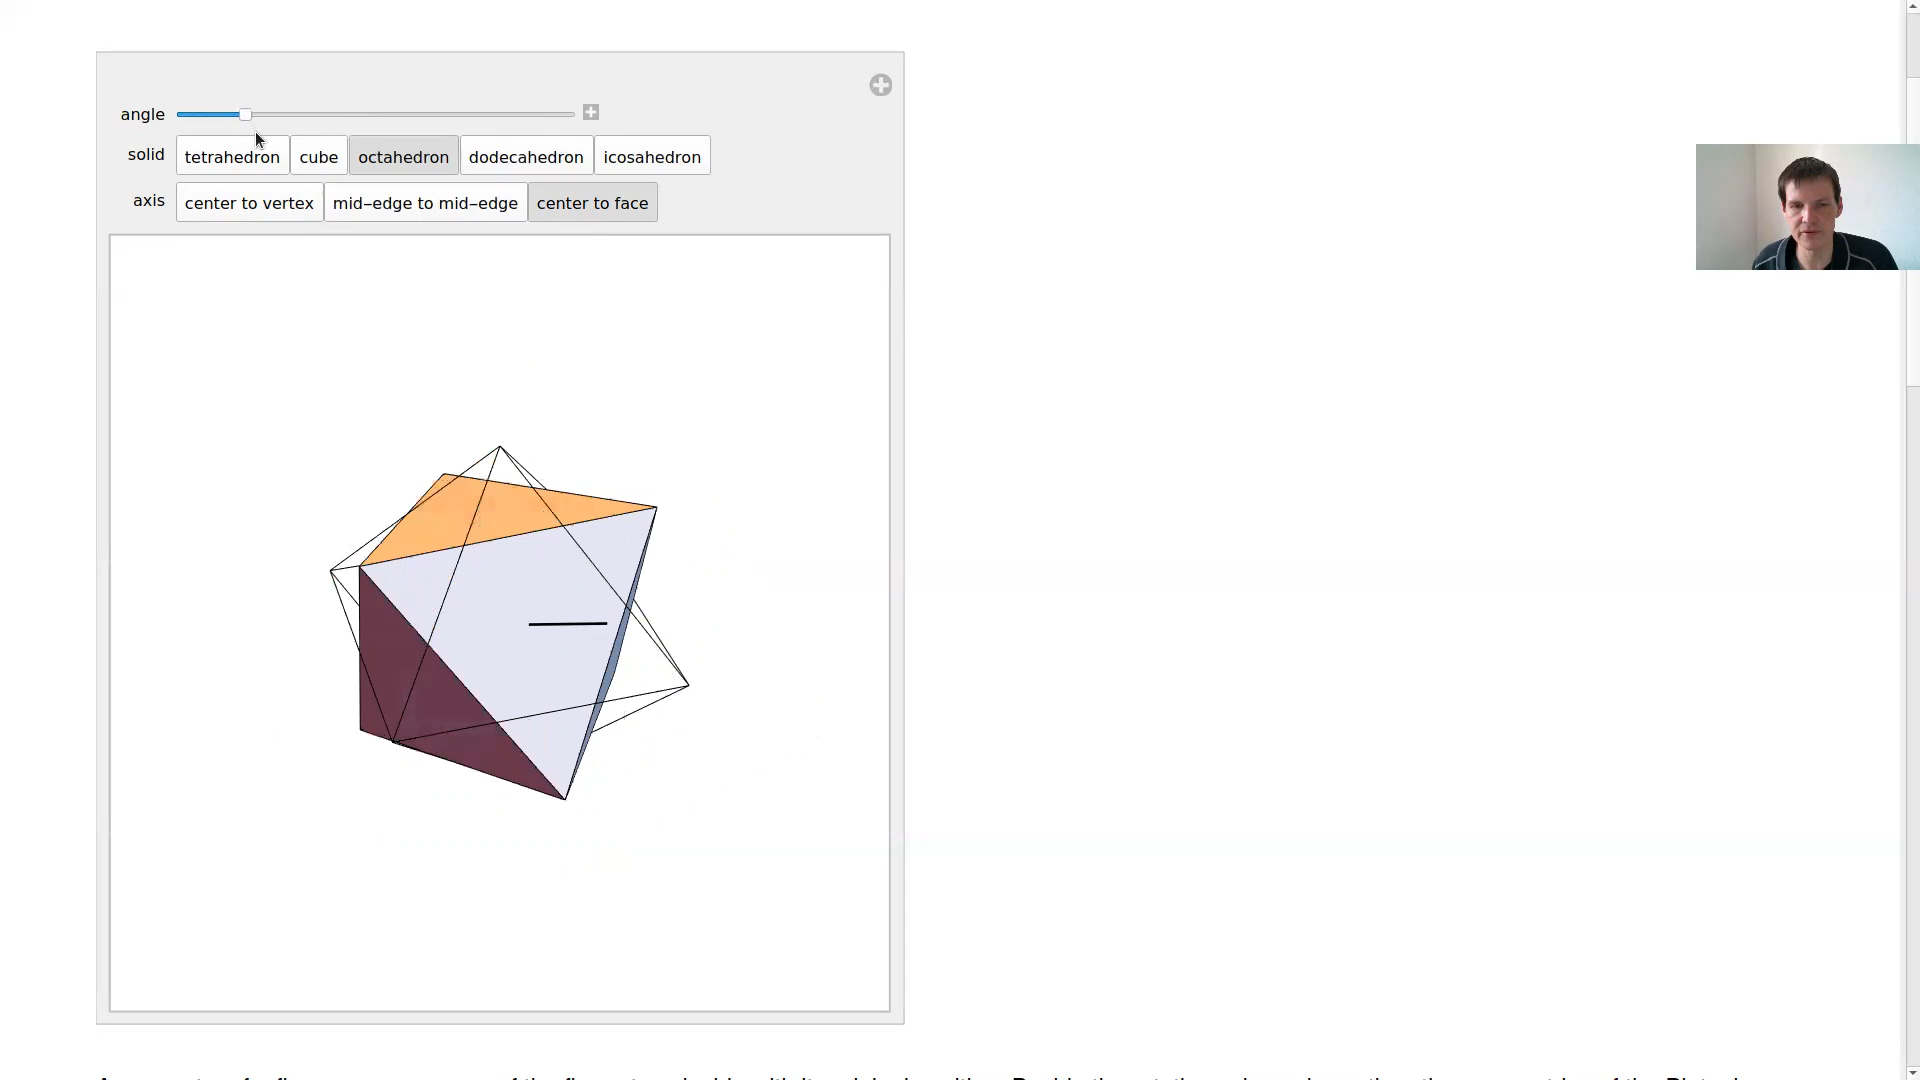 angle
solid tetrahedron cube octahedron dodecahedron icosahedron
axis center to vertex mid-edge to mid-edge center to face